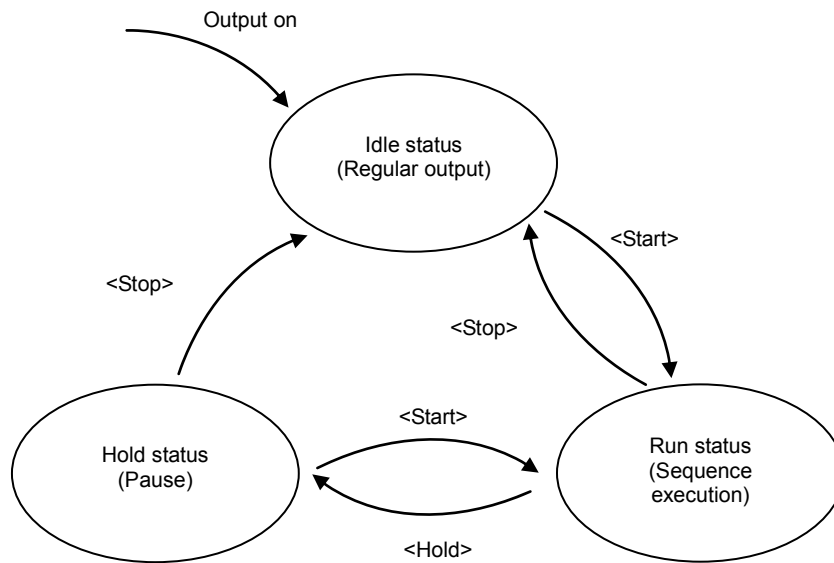 Output on
Idle status
(Regular output)
<Start>
<Stop>
<Stop>
<Start>
Hold status
(Pause)
Run status
(Sequence
execution)
<Hold>